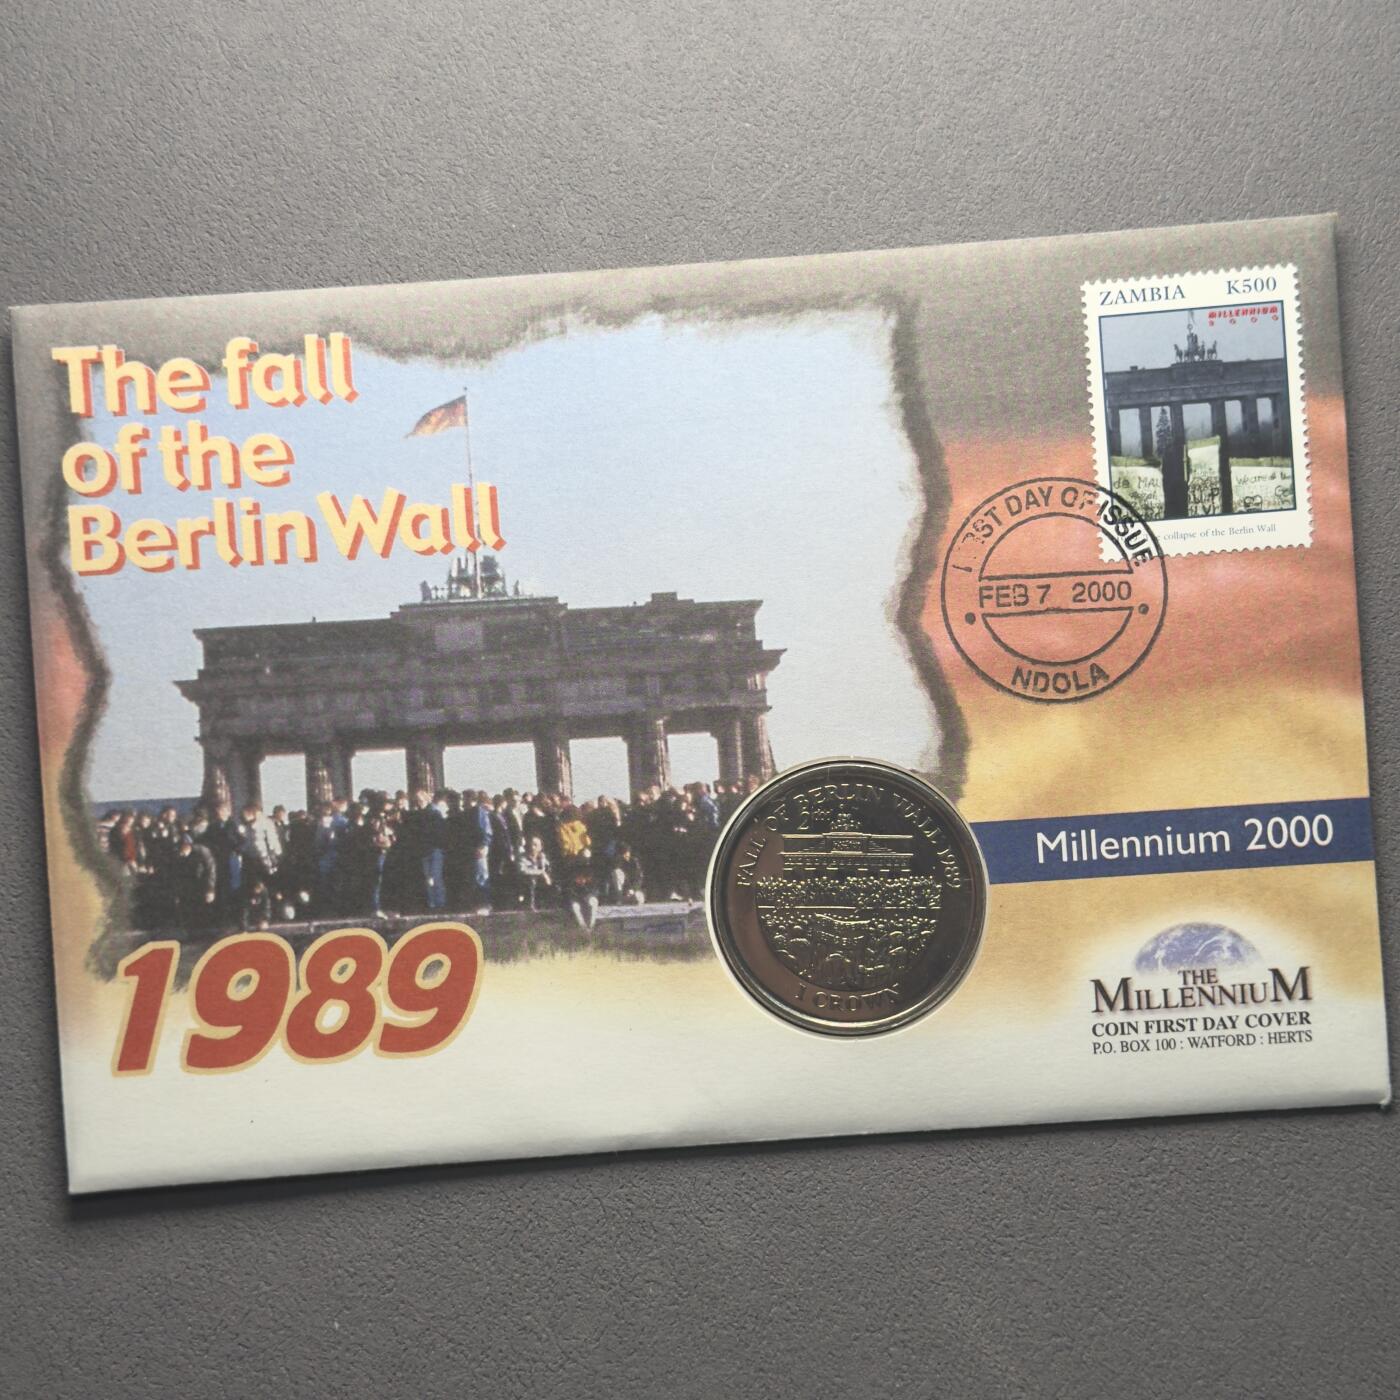 The fall
of the
Berlin Wall
1989
ZAMBIA K500
MILLENNIUM
2000
collapse of the Berlin Wall
FIRST DAY OF ISSUE
FEB 7 2000
NDOLA
FALL OF BERLIN WALL 1989
1 CROWN
Millennium 2000
THE
MILLENNIUM
COIN FIRST DAY COVER
P.O. BOX 100 : WATFORD : HERTS